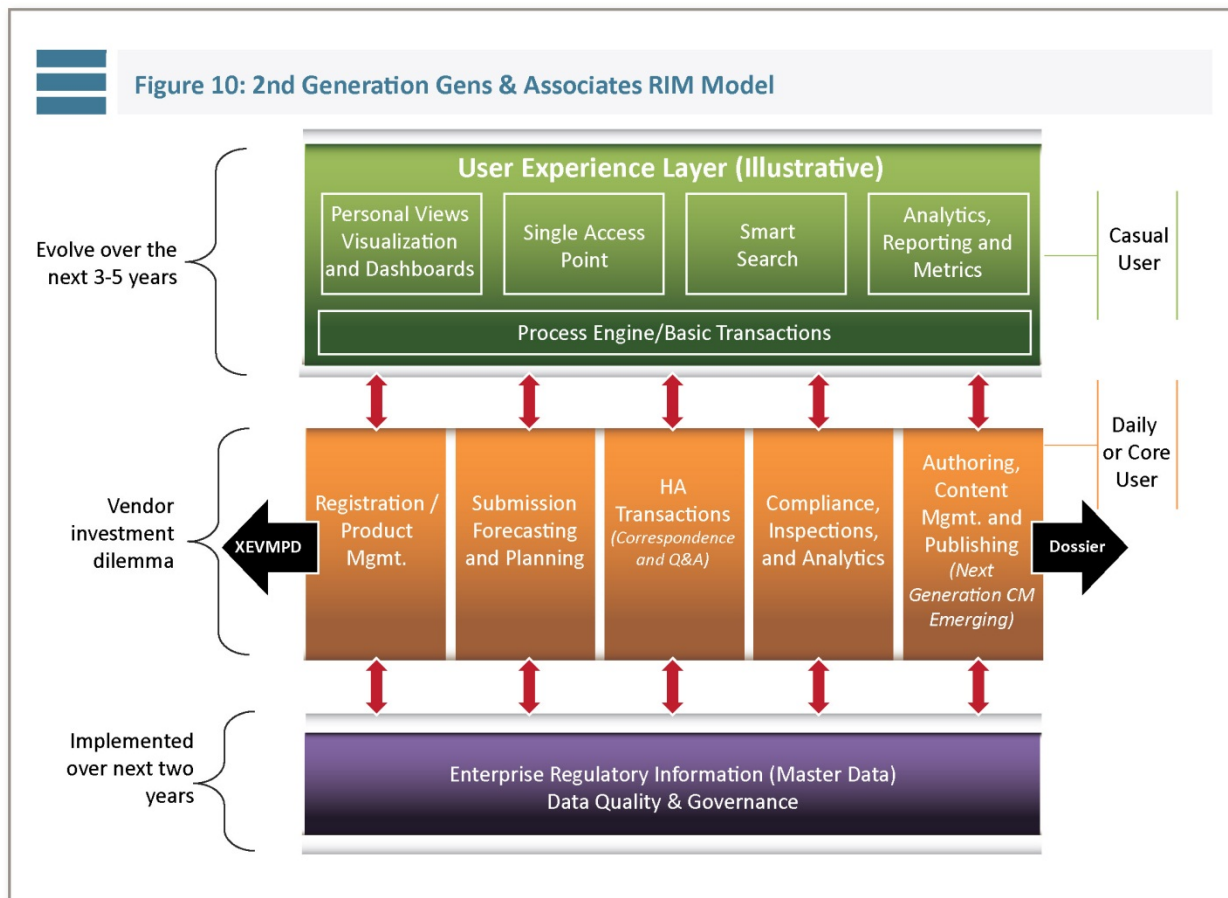 Figure 10: 2nd Generation Gens & Associates RIM Model
User Experience Layer (Illustrative)
Personal Views
Visualization
and Dashboards
Single Access
Point
Smart
Search
Analytics,
Reporting and
Metrics
Process Engine/Basic Transactions
Evolve over the
next 3-5 years
Casual
User
Daily
or Core
User
Vendor
investment
dilemma
XEVMPD
Registration /
Product
Mgmt.
Submission
Forecasting
and Planning
HA
Transactions
(Correspondence
and Q&A)
Compliance,
Inspections,
and Analytics
Authoring,
Content
Mgmt. and
Publishing
(Next
Generation CM
Emerging)
Dossier
Implemented
over next two
years
Enterprise Regulatory Information (Master Data)
Data Quality & Governance